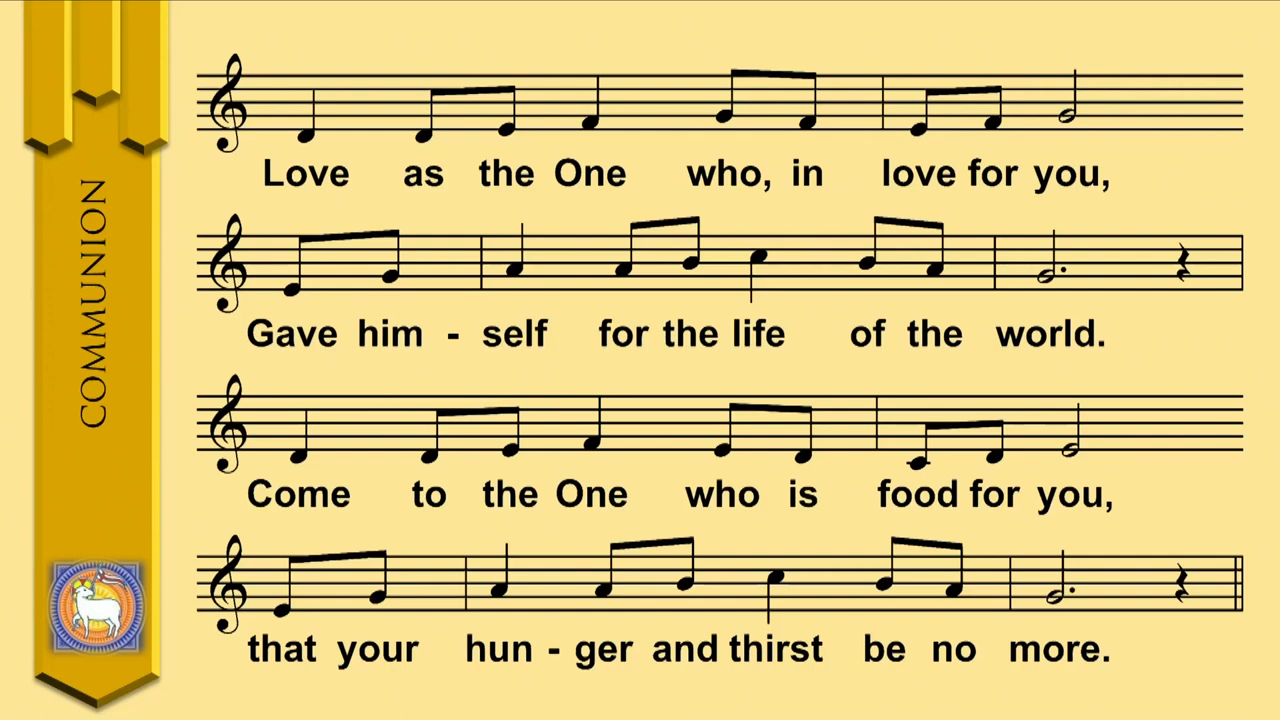 COMMUNION
Love as the One who, in love for you,
Gave him - self for the life of the world.
Come to the One who is food for you,
that your hun - ger and thirst be no more.